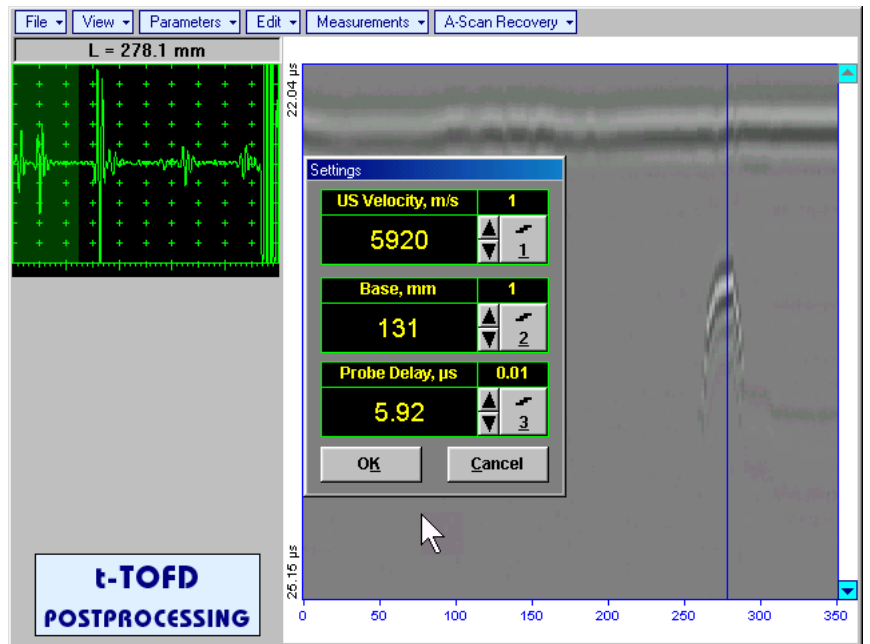 File View Parameters Edit Measurements A-Scan Recovery
L = 278.1 mm
22.04 µs
Settings
US Velocity, m/s 1
5920 1
Base, mm 1
131 2
Probe Delay, µs 0.01
5.92 3
OK Cancel
25.15 µs
t-TOFD
POSTPROCESSING
0 50 100 150 200 250 300 350